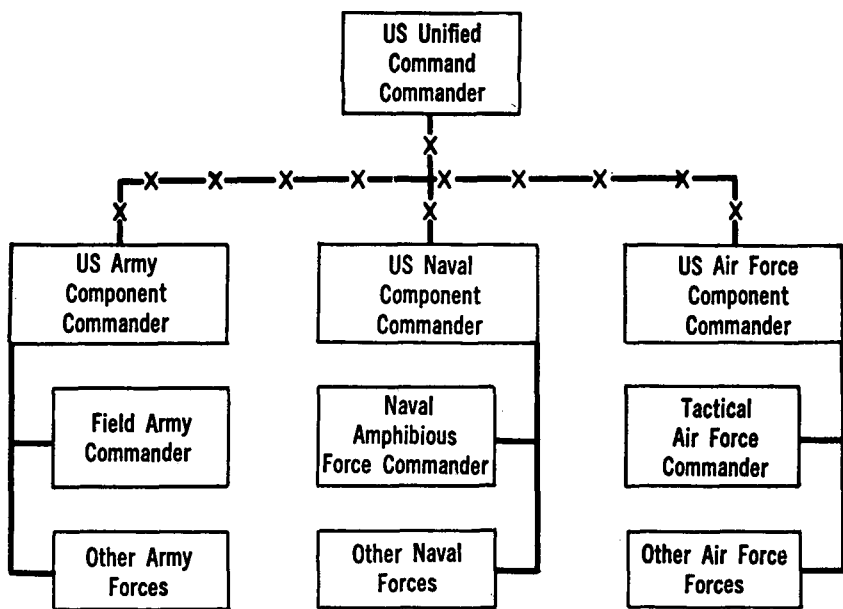 US Unified
Command
Commander
X
X X X X X X X X
X X X
US Army
Component
Commander
US Naval
Component
Commander
US Air Force
Component
Commander
Field Army
Commander
Naval
Amphibious
Force Commander
Tactical
Air Force
Commander
Other Army
Forces
Other Naval
Forces
Other Air Force
Forces